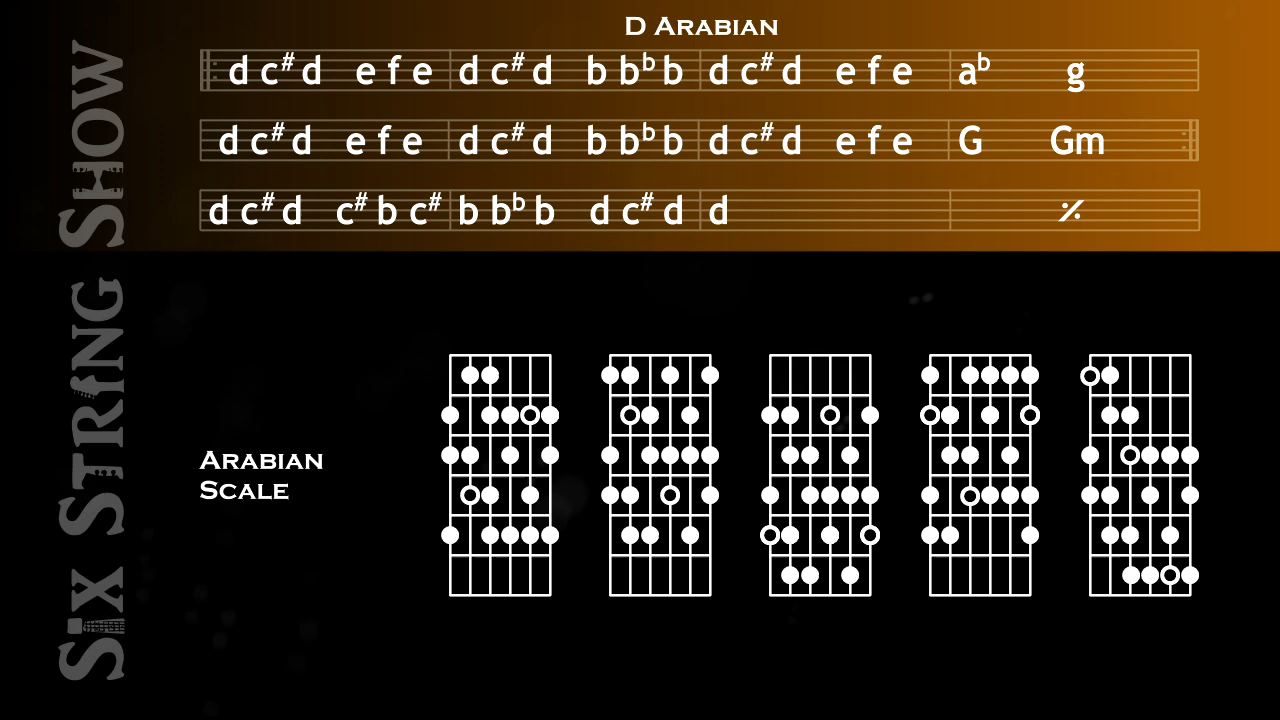 D ARABIAN
d c# d e f e d c# d b bᵇ b d c# d e f e aᵇ g
d c# d e f e d c# d b bᵇ b d c# d e f e G Gm
d c# d c# b c# b bᵇ b d c# d d 𝄎
SIX STRING SHOW
ARABIAN
SCALE